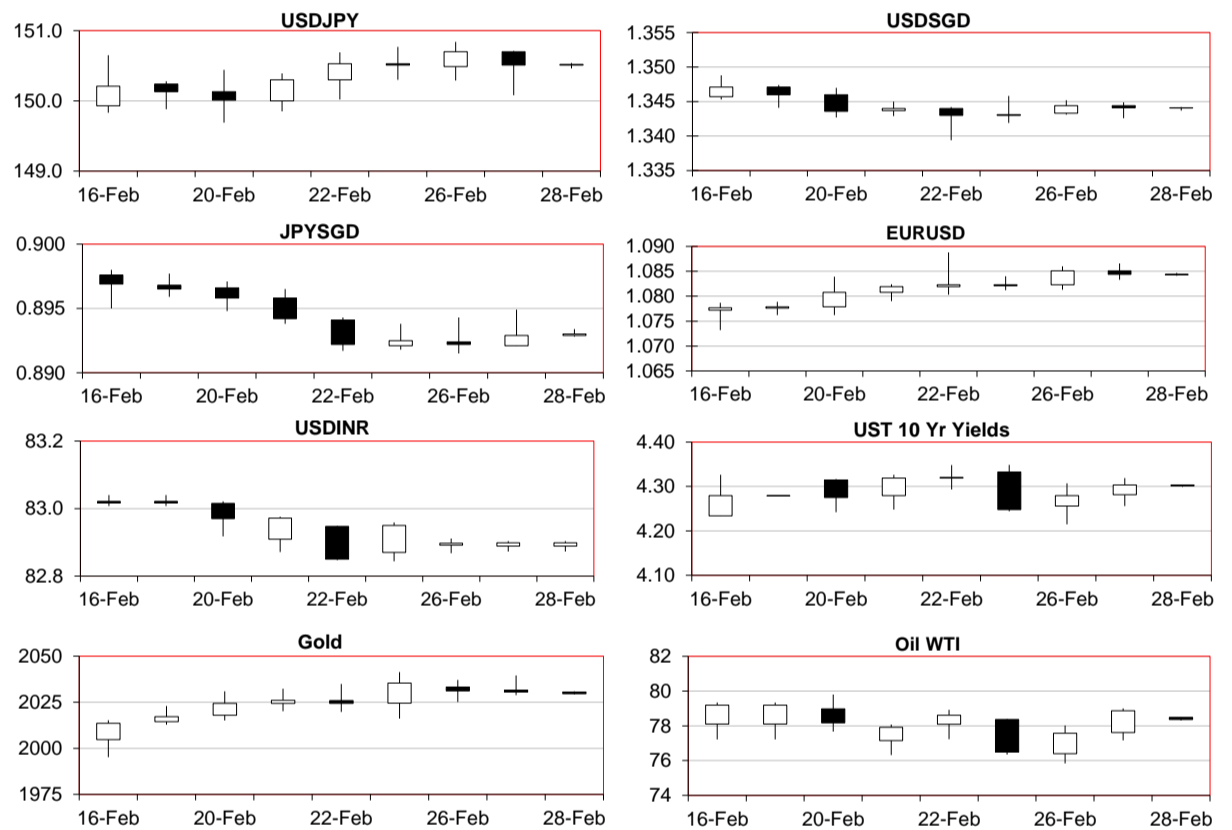 USDJPY
151.0
150.0
149.0
16-Feb 20-Feb 22-Feb 26-Feb 28-Feb
USDSGD
1.355
1.350
1.345
1.340
1.335
16-Feb 20-Feb 22-Feb 26-Feb 28-Feb
JPYSGD
0.900
0.895
0.890
16-Feb 20-Feb 22-Feb 26-Feb 28-Feb
EURUSD
1.090
1.085
1.080
1.075
1.070
1.065
16-Feb 20-Feb 22-Feb 26-Feb 28-Feb
USDINR
83.2
83.0
82.8
16-Feb 20-Feb 22-Feb 26-Feb 28-Feb
UST 10 Yr Yields
4.40
4.30
4.20
4.10
16-Feb 20-Feb 22-Feb 26-Feb 28-Feb
Gold
2050
2025
2000
1975
16-Feb 20-Feb 22-Feb 26-Feb 28-Feb
Oil WTI
82
80
78
76
74
16-Feb 20-Feb 22-Feb 26-Feb 28-Feb